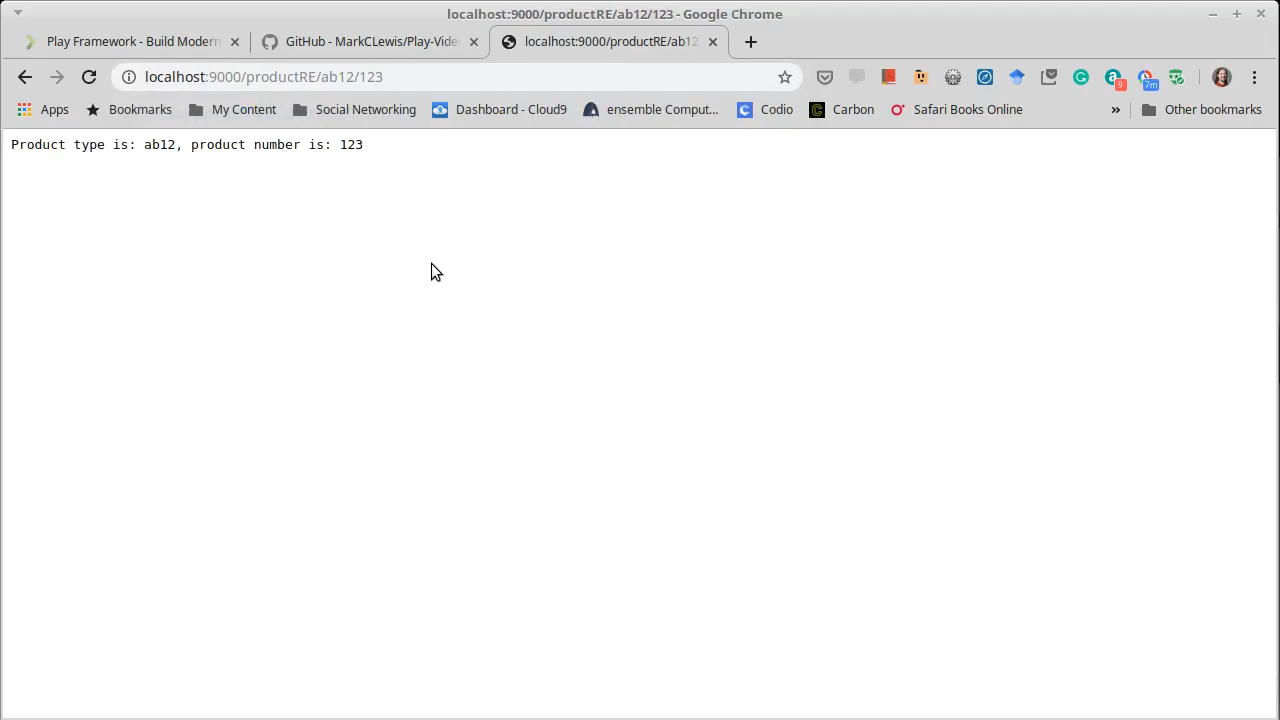 localhost:9000/productRE/ab12/123 - Google Chrome
Play Framework - Build Modern
GitHub - MarkCLewis/Play-Vide
localhost:9000/productRE/ab12
localhost:9000/productRE/ab12/123
9
7m
Apps
Bookmarks
My Content
Social Networking
Dashboard - Cloud9
ensemble Comput...
Codio
Carbon
Safari Books Online
»
Other bookmarks
Product type is: ab12, product number is: 123